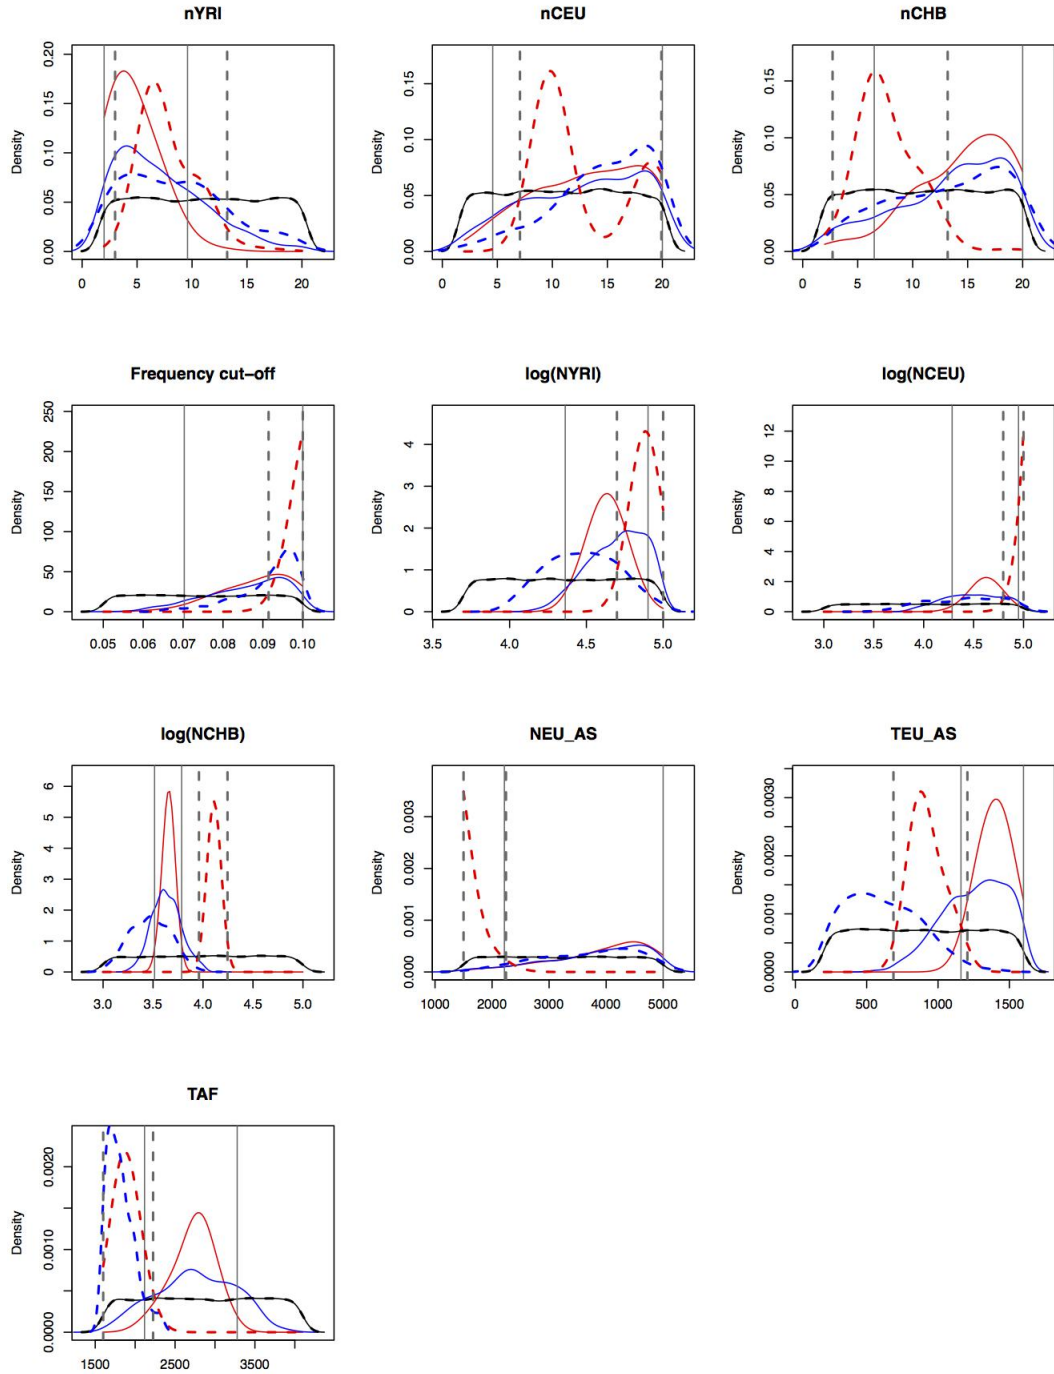 nYRI
nCEU
nCHB
Density
0.00 0.05 0.10 0.15 0.20
0 5 10 15 20
Density
0.00 0.05 0.10 0.15
0 5 10 15 20
Density
0.00 0.05 0.10 0.15
0 5 10 15 20
Frequency cut–off
log(NYRI)
log(NCEU)
Density
0 50 100 150 200 250
0.05 0.06 0.07 0.08 0.09 0.10
Density
0 1 2 3 4
3.5 4.0 4.5 5.0
Density
0 2 4 6 8 10 12
3.0 3.5 4.0 4.5 5.0
log(NCHB)
NEU_AS
TEU_AS
Density
0 1 2 3 4 5 6
3.0 3.5 4.0 4.5 5.0
Density
0.000 0.001 0.002 0.003
1000 2000 3000 4000 5000
Density
0.0000 0.0010 0.0020 0.0030
0 500 1000 1500
TAF
Density
0.0000 0.0010 0.0020
1500 2500 3500